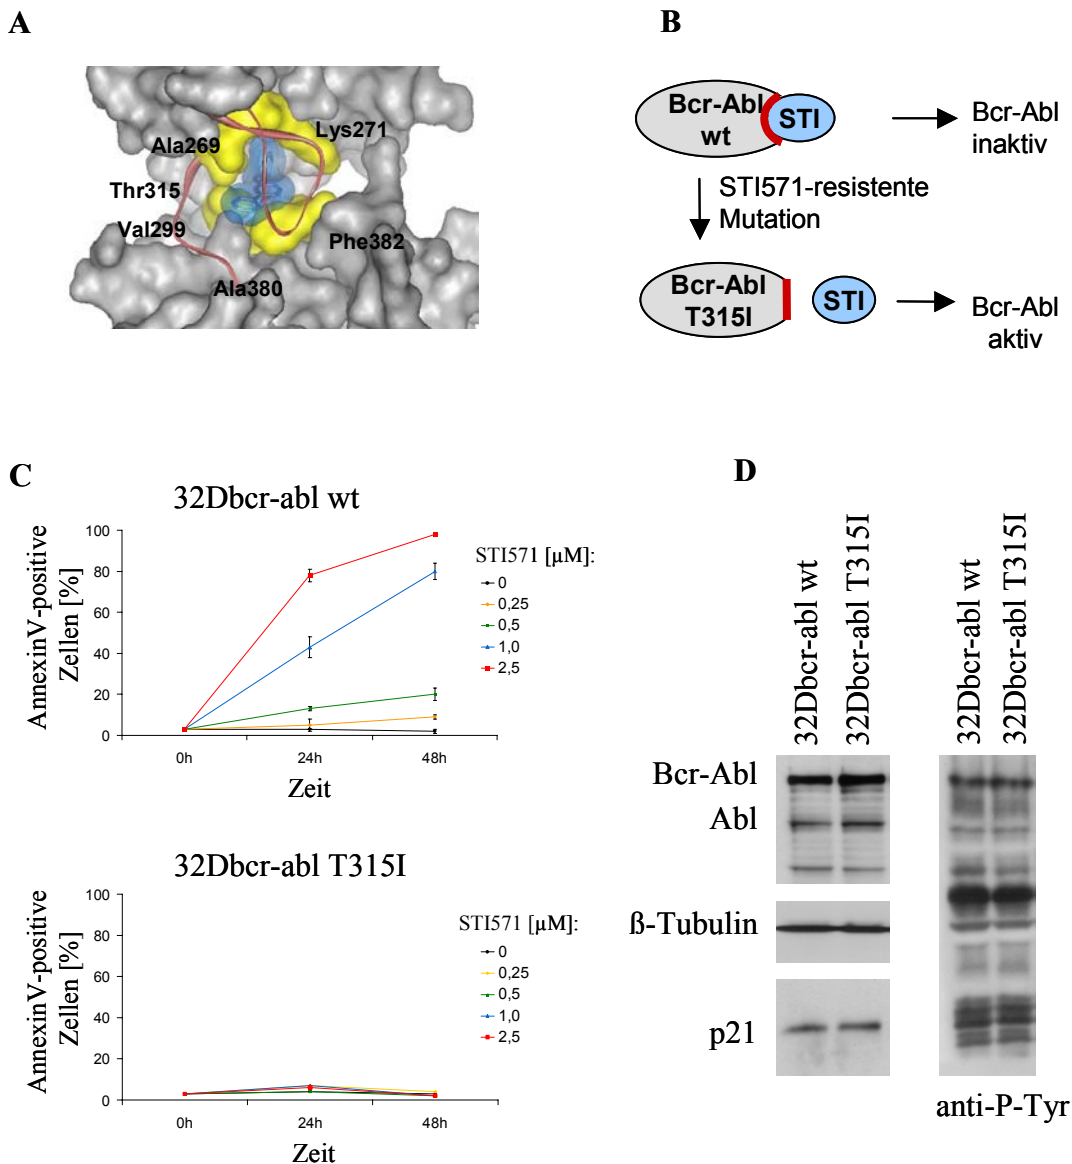 A
Lys271
Ala269
Thr315
Val299
Phe382
Ala380
B
Bcr-Abl
wt
STI
Bcr-Abl
inaktiv
STI571-resistente
Mutation
Bcr-Abl
T315I
STI
Bcr-Abl
aktiv
C
32Dbcr-abl wt
AnnexinV-positive
Zellen [%]
100
80
60
40
20
0
0h
24h
48h
Zeit
STI571 [µM]:
0
0,25
0,5
1,0
2,5
32Dbcr-abl T315I
AnnexinV-positive
Zellen [%]
100
80
60
40
20
0
0h
24h
48h
Zeit
STI571 [µM]:
0
0,25
0,5
1,0
2,5
D
32Dbcr-abl wt
32Dbcr-abl T315I
32Dbcr-abl wt
32Dbcr-abl T315I
Bcr-Abl
Abl
ß-Tubulin
p21
anti-P-Tyr